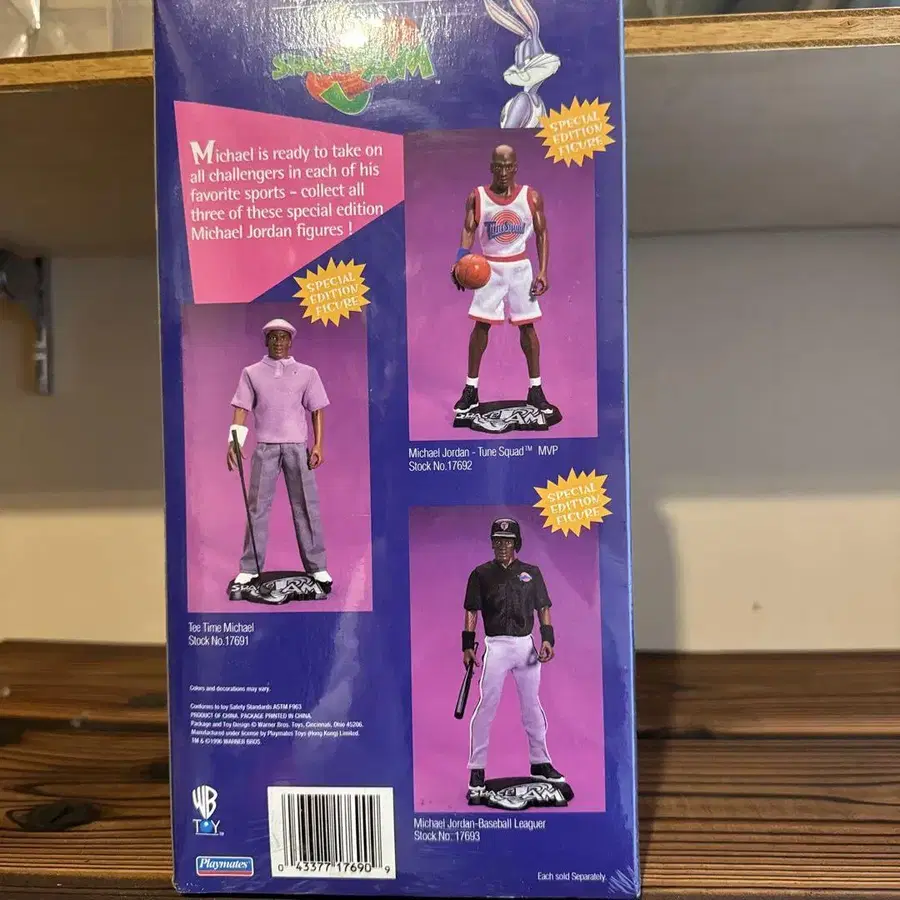 SPACE JAM
Michael is ready to take on
all challengers in each of his
favorite sports - collect all
three of these special edition
Michael Jordan figures !
SPECIAL
EDITION
FIGURE
TuneSquad
SPACE JAM
Michael Jordan - Tune Squad™ MVP
Stock No.17692
SPECIAL
EDITION
FIGURE
SPACE JAM
Tee Time Michael
Stock No.17691
SPECIAL
EDITION
FIGURE
SPACE JAM
Michael Jordan-Baseball Leaguer
Stock No. 17693
Colors and decorations may vary.
Conforms to toy Safety Standards ASTM F963
PRODUCT OF CHINA. PACKAGE PRINTED IN CHINA.
Package and Toy Design © Warner Bros. Toys, Cincinnati, Ohio 45206.
Manufactured under license by Playmates Toys (Hong Kong) Limited.
TM & ©1996 WARNER BROS.
WB
TOY™
Playmates
0 43377 17690 9
Each sold Separately.